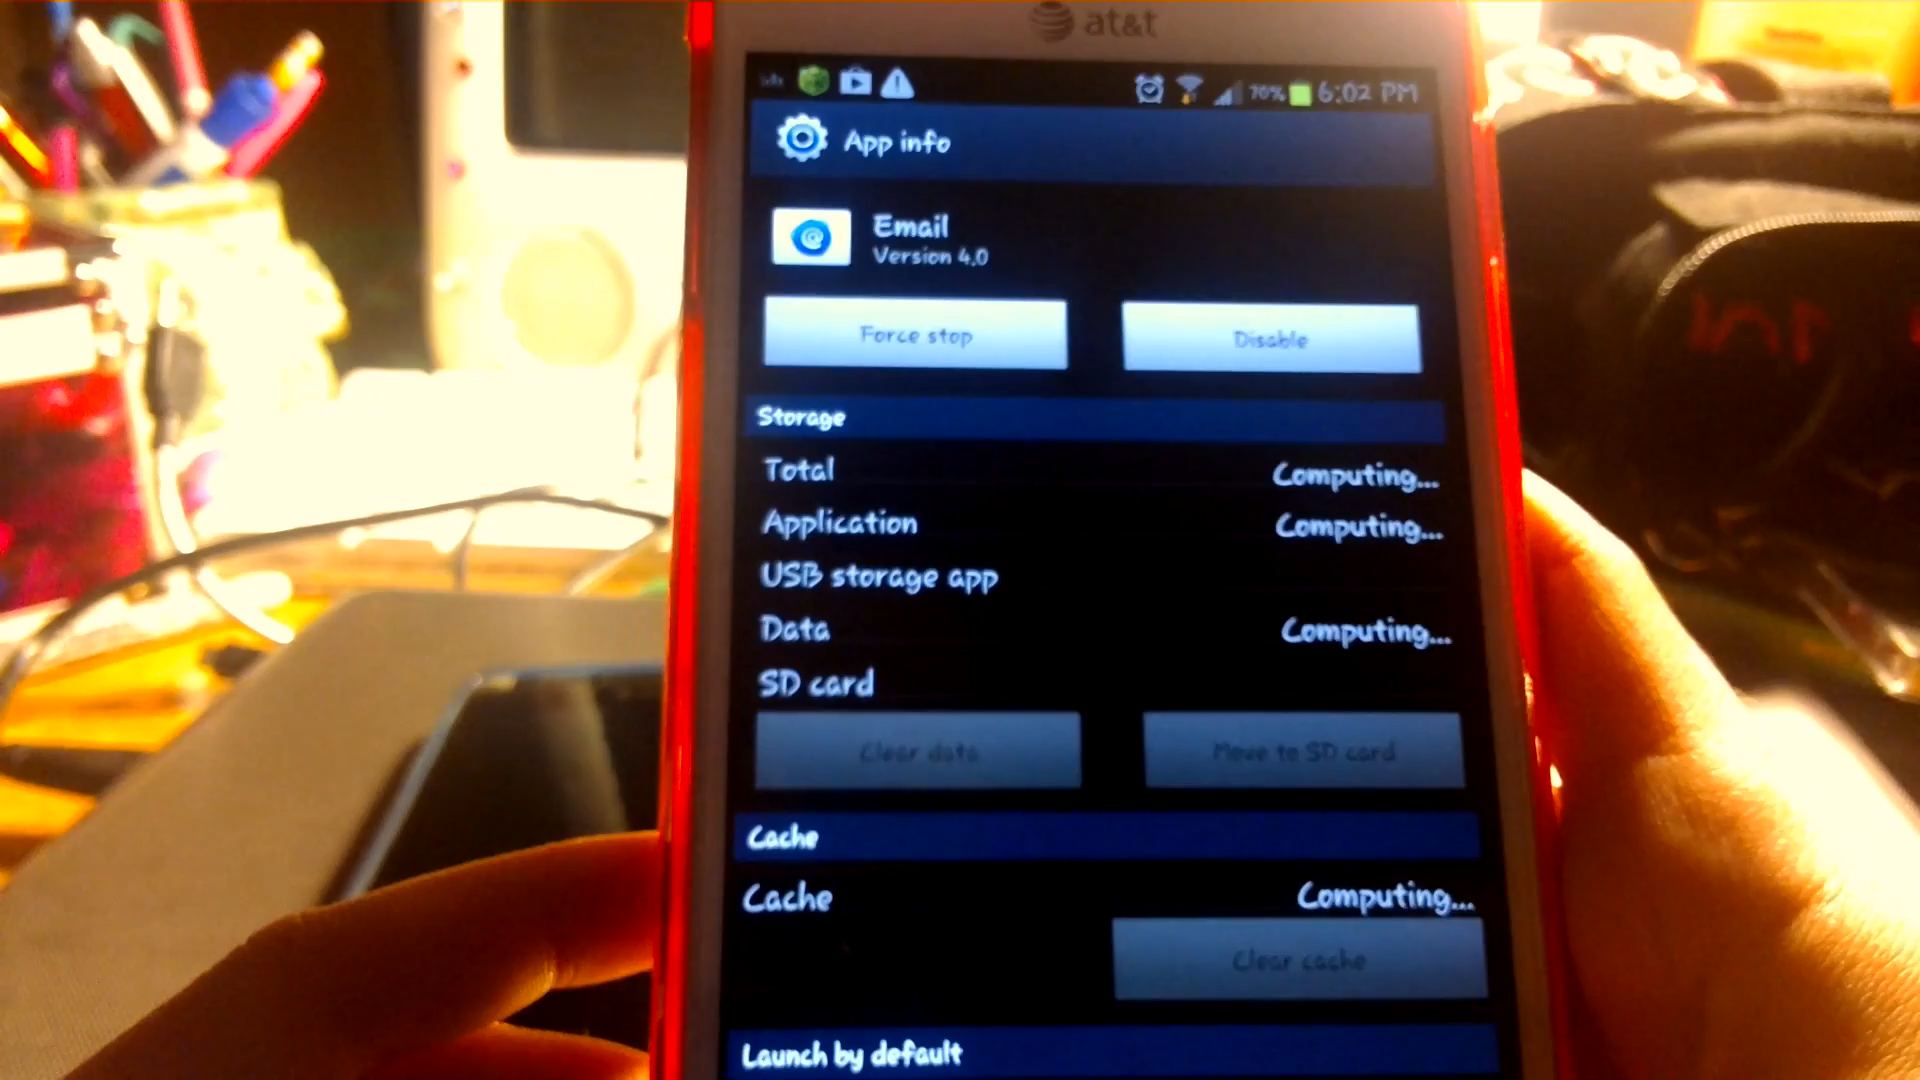 at&t
70% 6:02 PM
App info
Email
Version 4.0
Force stop
Disable
Storage
Total
Computing...
Application
Computing...
USB storage app
Data
Computing...
SD card
Clear data
Move to SD card
Cache
Cache
Computing...
Clear cache
Launch by default